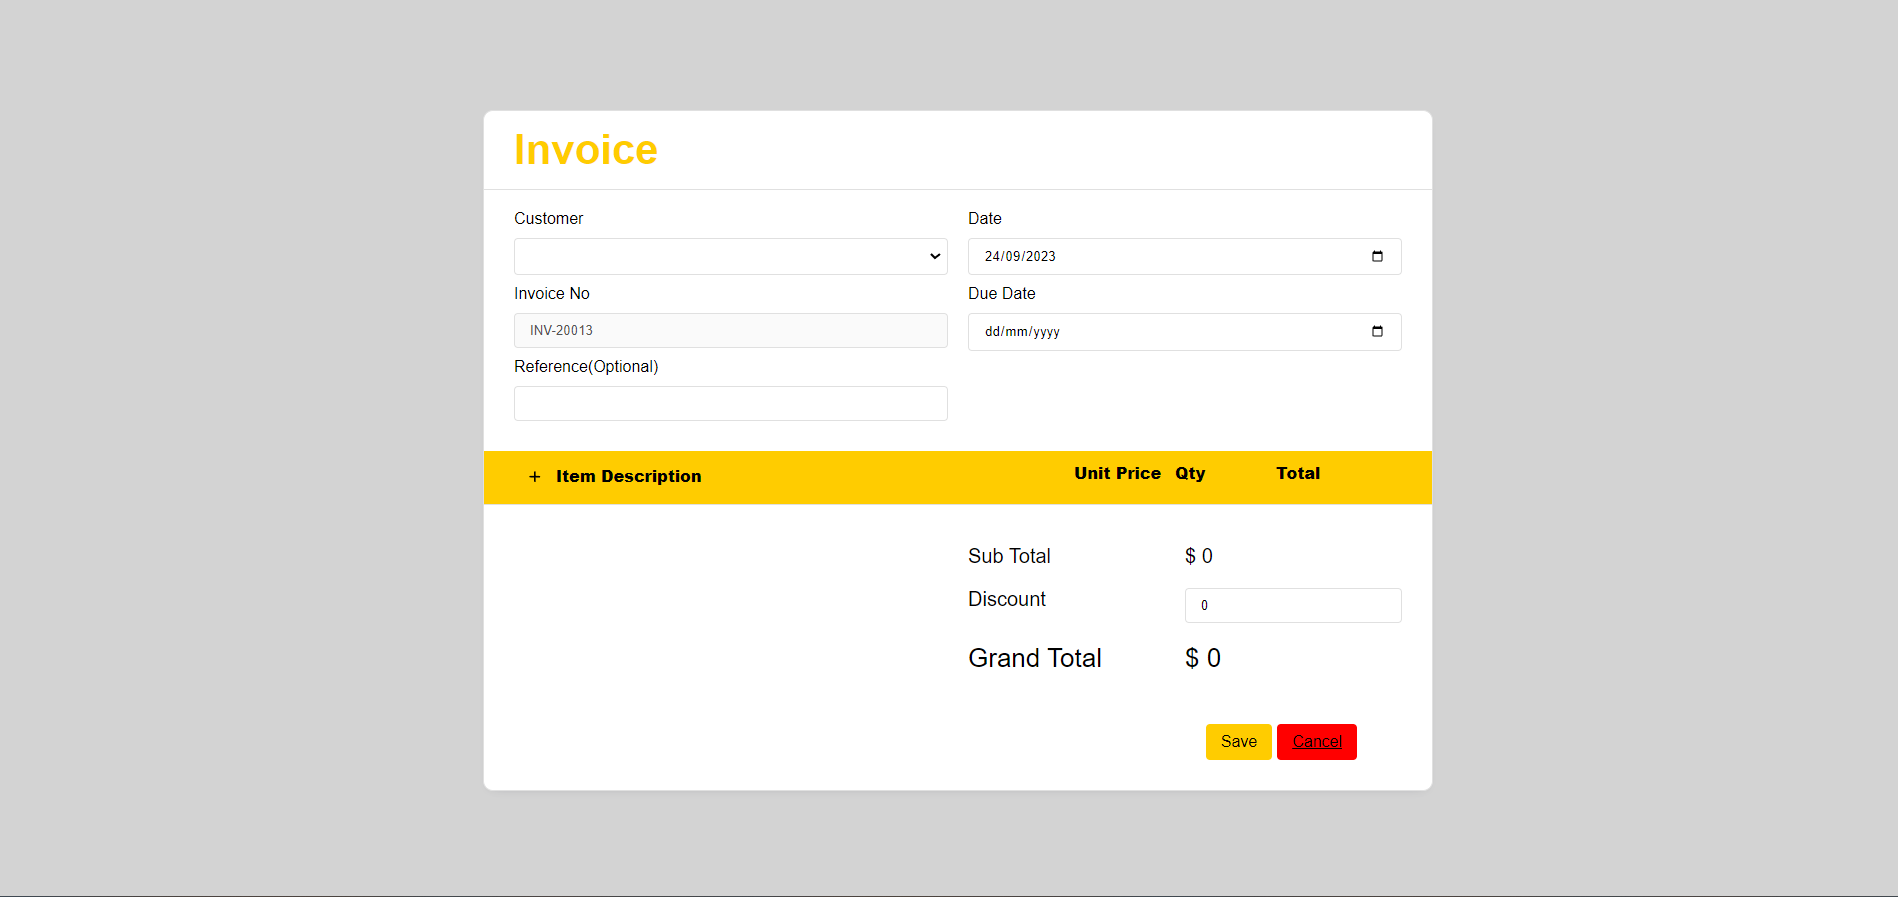 Invoice
Customer
Date
24/09/2023
Invoice No
Due Date
INV-20013
dd/mm/yyyy
Reference(Optional)
+ Item Description Unit Price Qty Total
Sub Total $ 0
Discount 0
Grand Total $ 0
Save Cancel